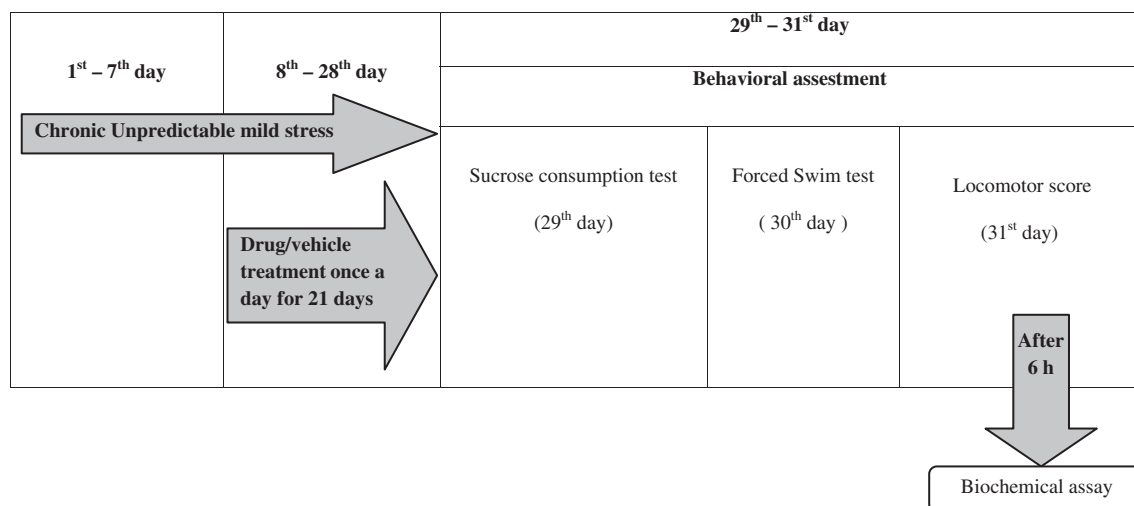 29th – 31st day
1st – 7th day
8th – 28th day
Behavioral assestment
Chronic Unpredictable mild stress
Sucrose consumption test
(29th day)
Forced Swim test
( 30th day )
Locomotor score
(31st day)
Drug/vehicle
treatment once a
day for 21 days
After
6 h
Biochemical assay